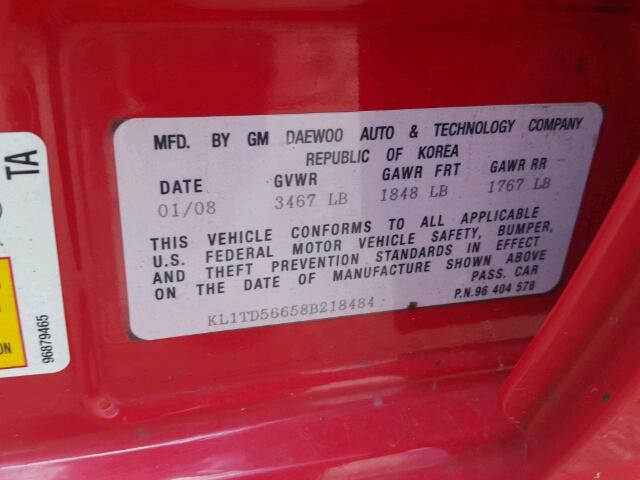 MFD. BY GM DAEWOO AUTO & TECHNOLOGY COMPANY
REPUBLIC OF KOREA
DATE GVWR GAWR FRT GAWR RR
01/08 3467 LB 1848 LB 1767 LB
THIS VEHICLE CONFORMS TO ALL APPLICABLE
U.S. FEDERAL MOTOR VEHICLE SAFETY, BUMPER,
AND THEFT PREVENTION STANDARDS IN EFFECT
ON THE DATE OF MANUFACTURE SHOWN ABOVE
PASS. CAR
KL1TD56658B218484
P.N.96 404 578
TA
96879465